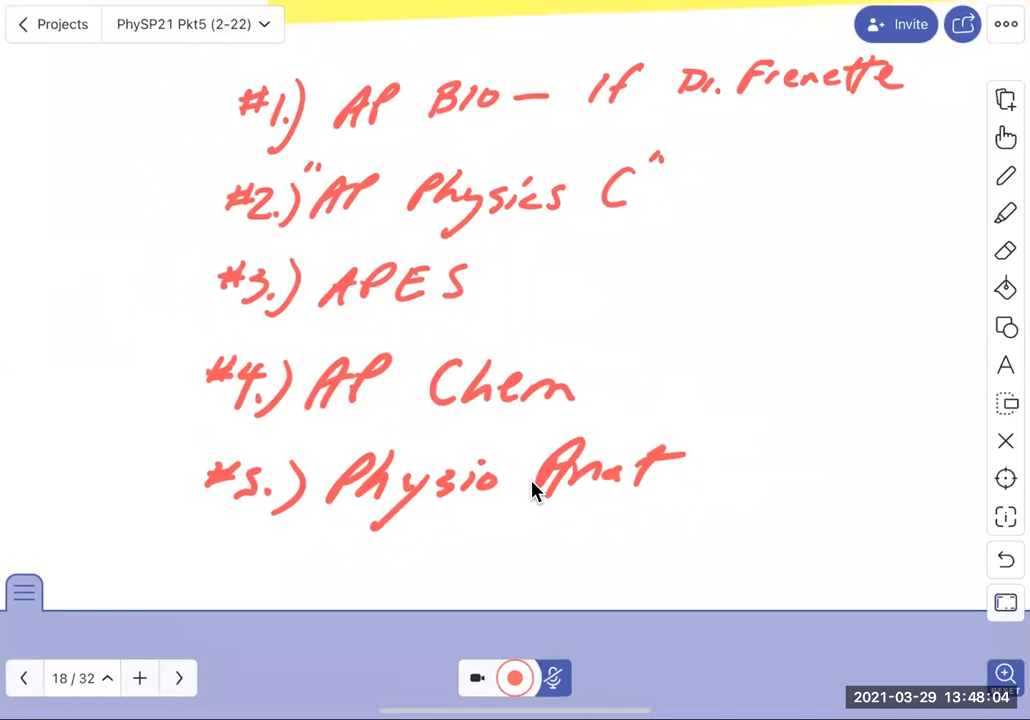 Projects
PhySP21 Pkt5 (2-22)
Invite
#1.) AP BIO – If Dr. Frenette
#2.) "AP Physics C"
#3.) APES
#4.) AP Chem
#5.) Physio Anat
18 / 32
RESET
2021-03-29 13:48:04